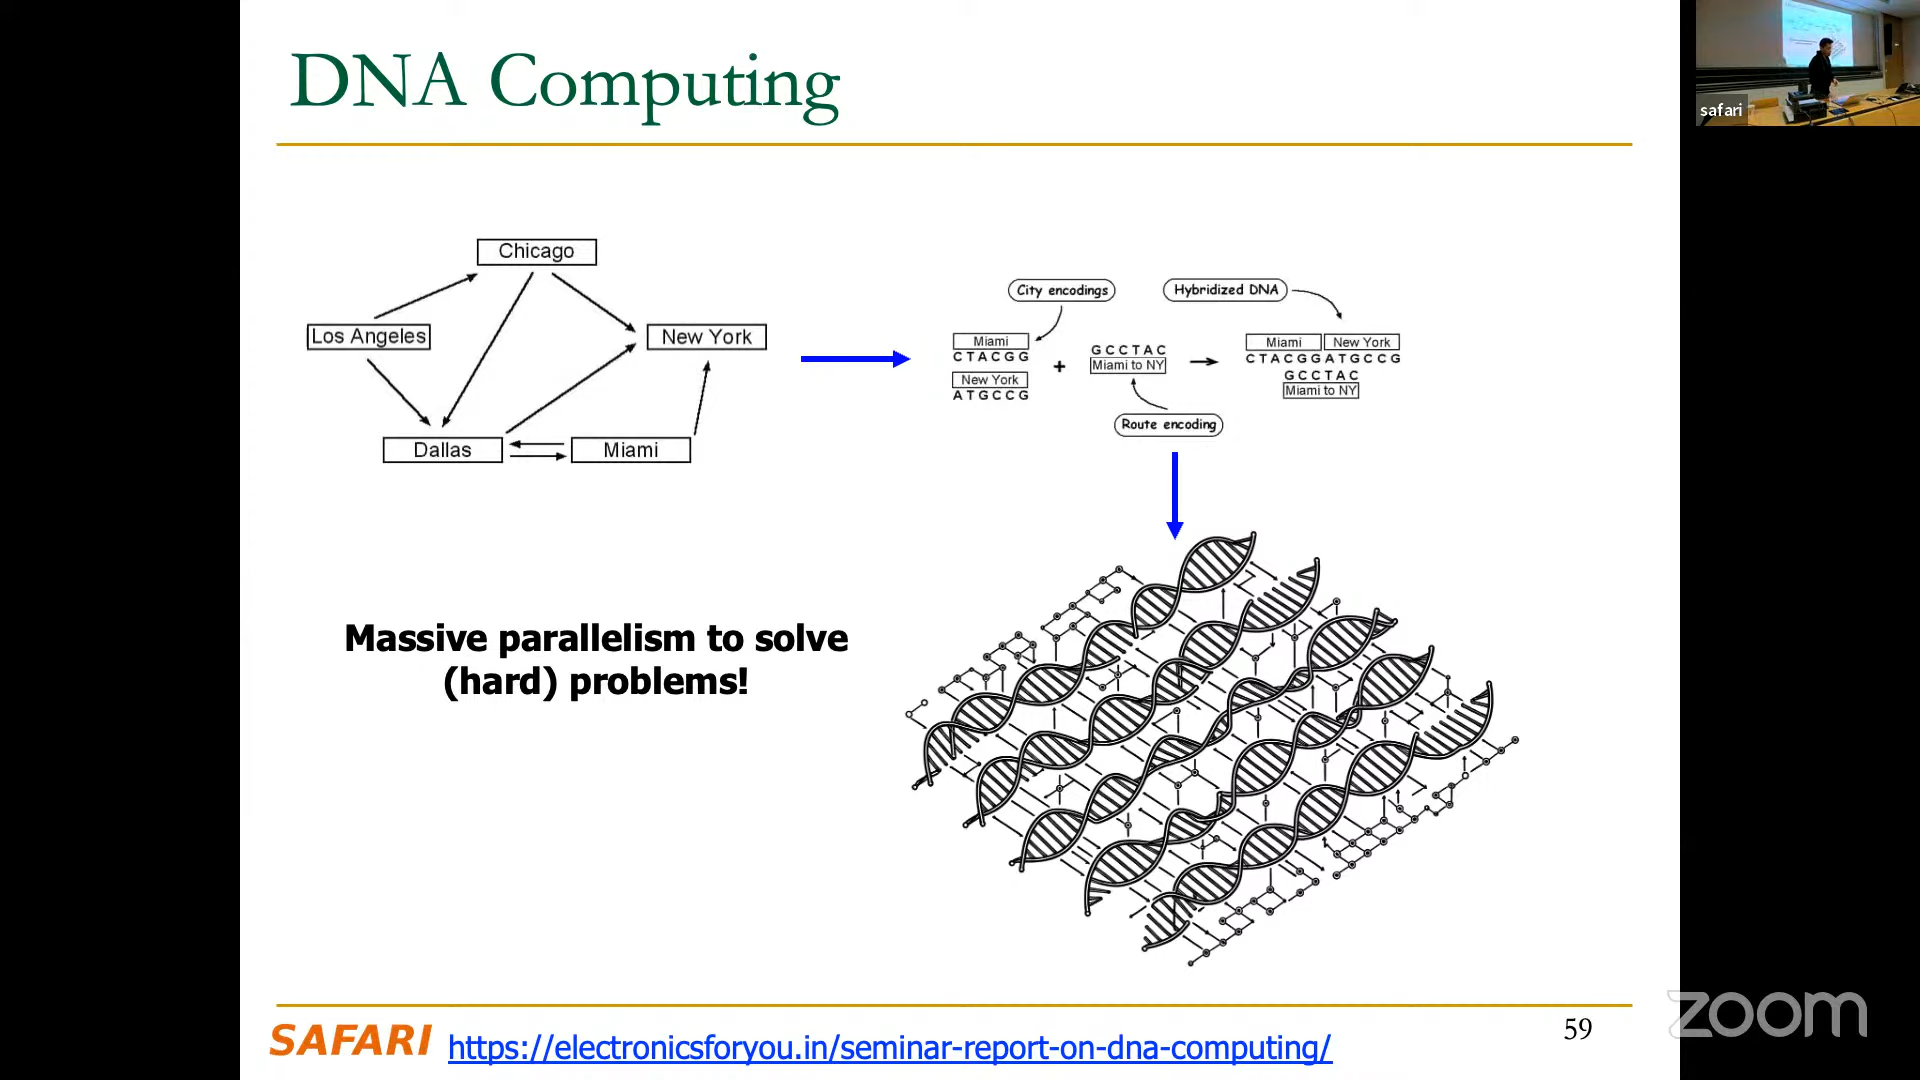 DNA Computing
safari
Chicago
Los Angeles
New York
Dallas
Miami
City encodings
Hybridized DNA
Miami
CTACGG
New York
ATGCCG
+
GCCTAC
Miami to NY
Route encoding
Miami New York
CTACGGATGCCG
GCCTAC
Miami to NY
Massive parallelism to solve
(hard) problems!
SAFARI
https://electronicsforyou.in/seminar-report-on-dna-computing/
59
zoom